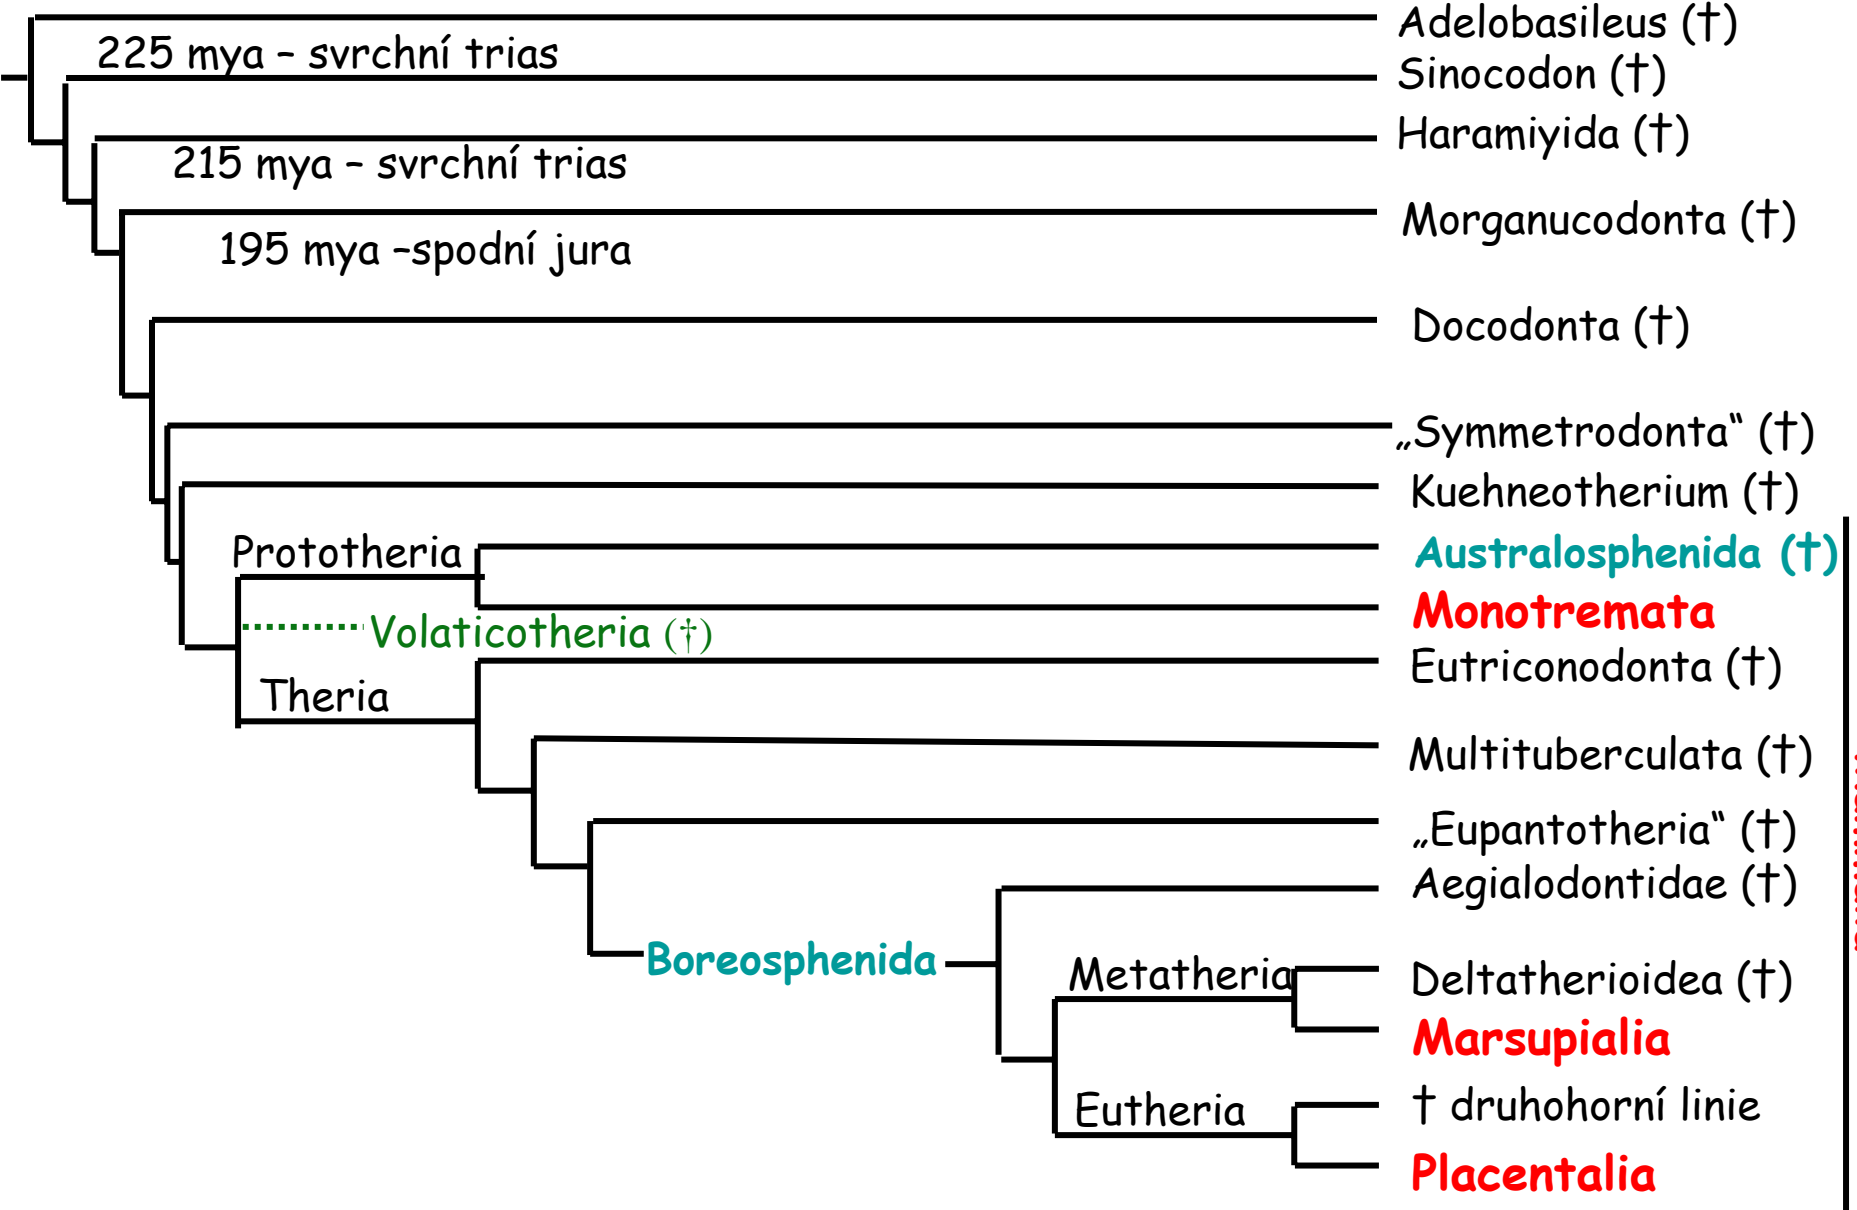 Adelobasileus (†)
225 mya – svrchní trias
Sinocodon (†)
Haramiyida (†)
215 mya – svrchní trias
Morganucodonta (†)
195 mya –spodní jura
Docodonta (†)
„Symmetrodonta“ (†)
Kuehneotherium (†)
Prototheria
Australosphenida (†)
Monotremata
Volaticotheria (†)
Eutriconodonta (†)
Theria
Multituberculata (†)
„Eupantotheria“ (†)
Aegialodontidae (†)
Boreosphenida
Metatheria
Deltatherioidea (†)
Marsupialia
Eutheria
† druhohorní linie
Placentalia